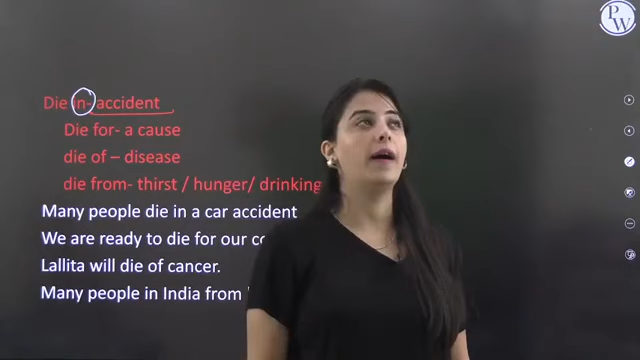 PW
Die in- accident
Die for- a cause
die of – disease
die from- thirst / hunger/ drinking
Many people die in a car accident
We are ready to die for our
Lallita will die of cancer.
Many people in India from